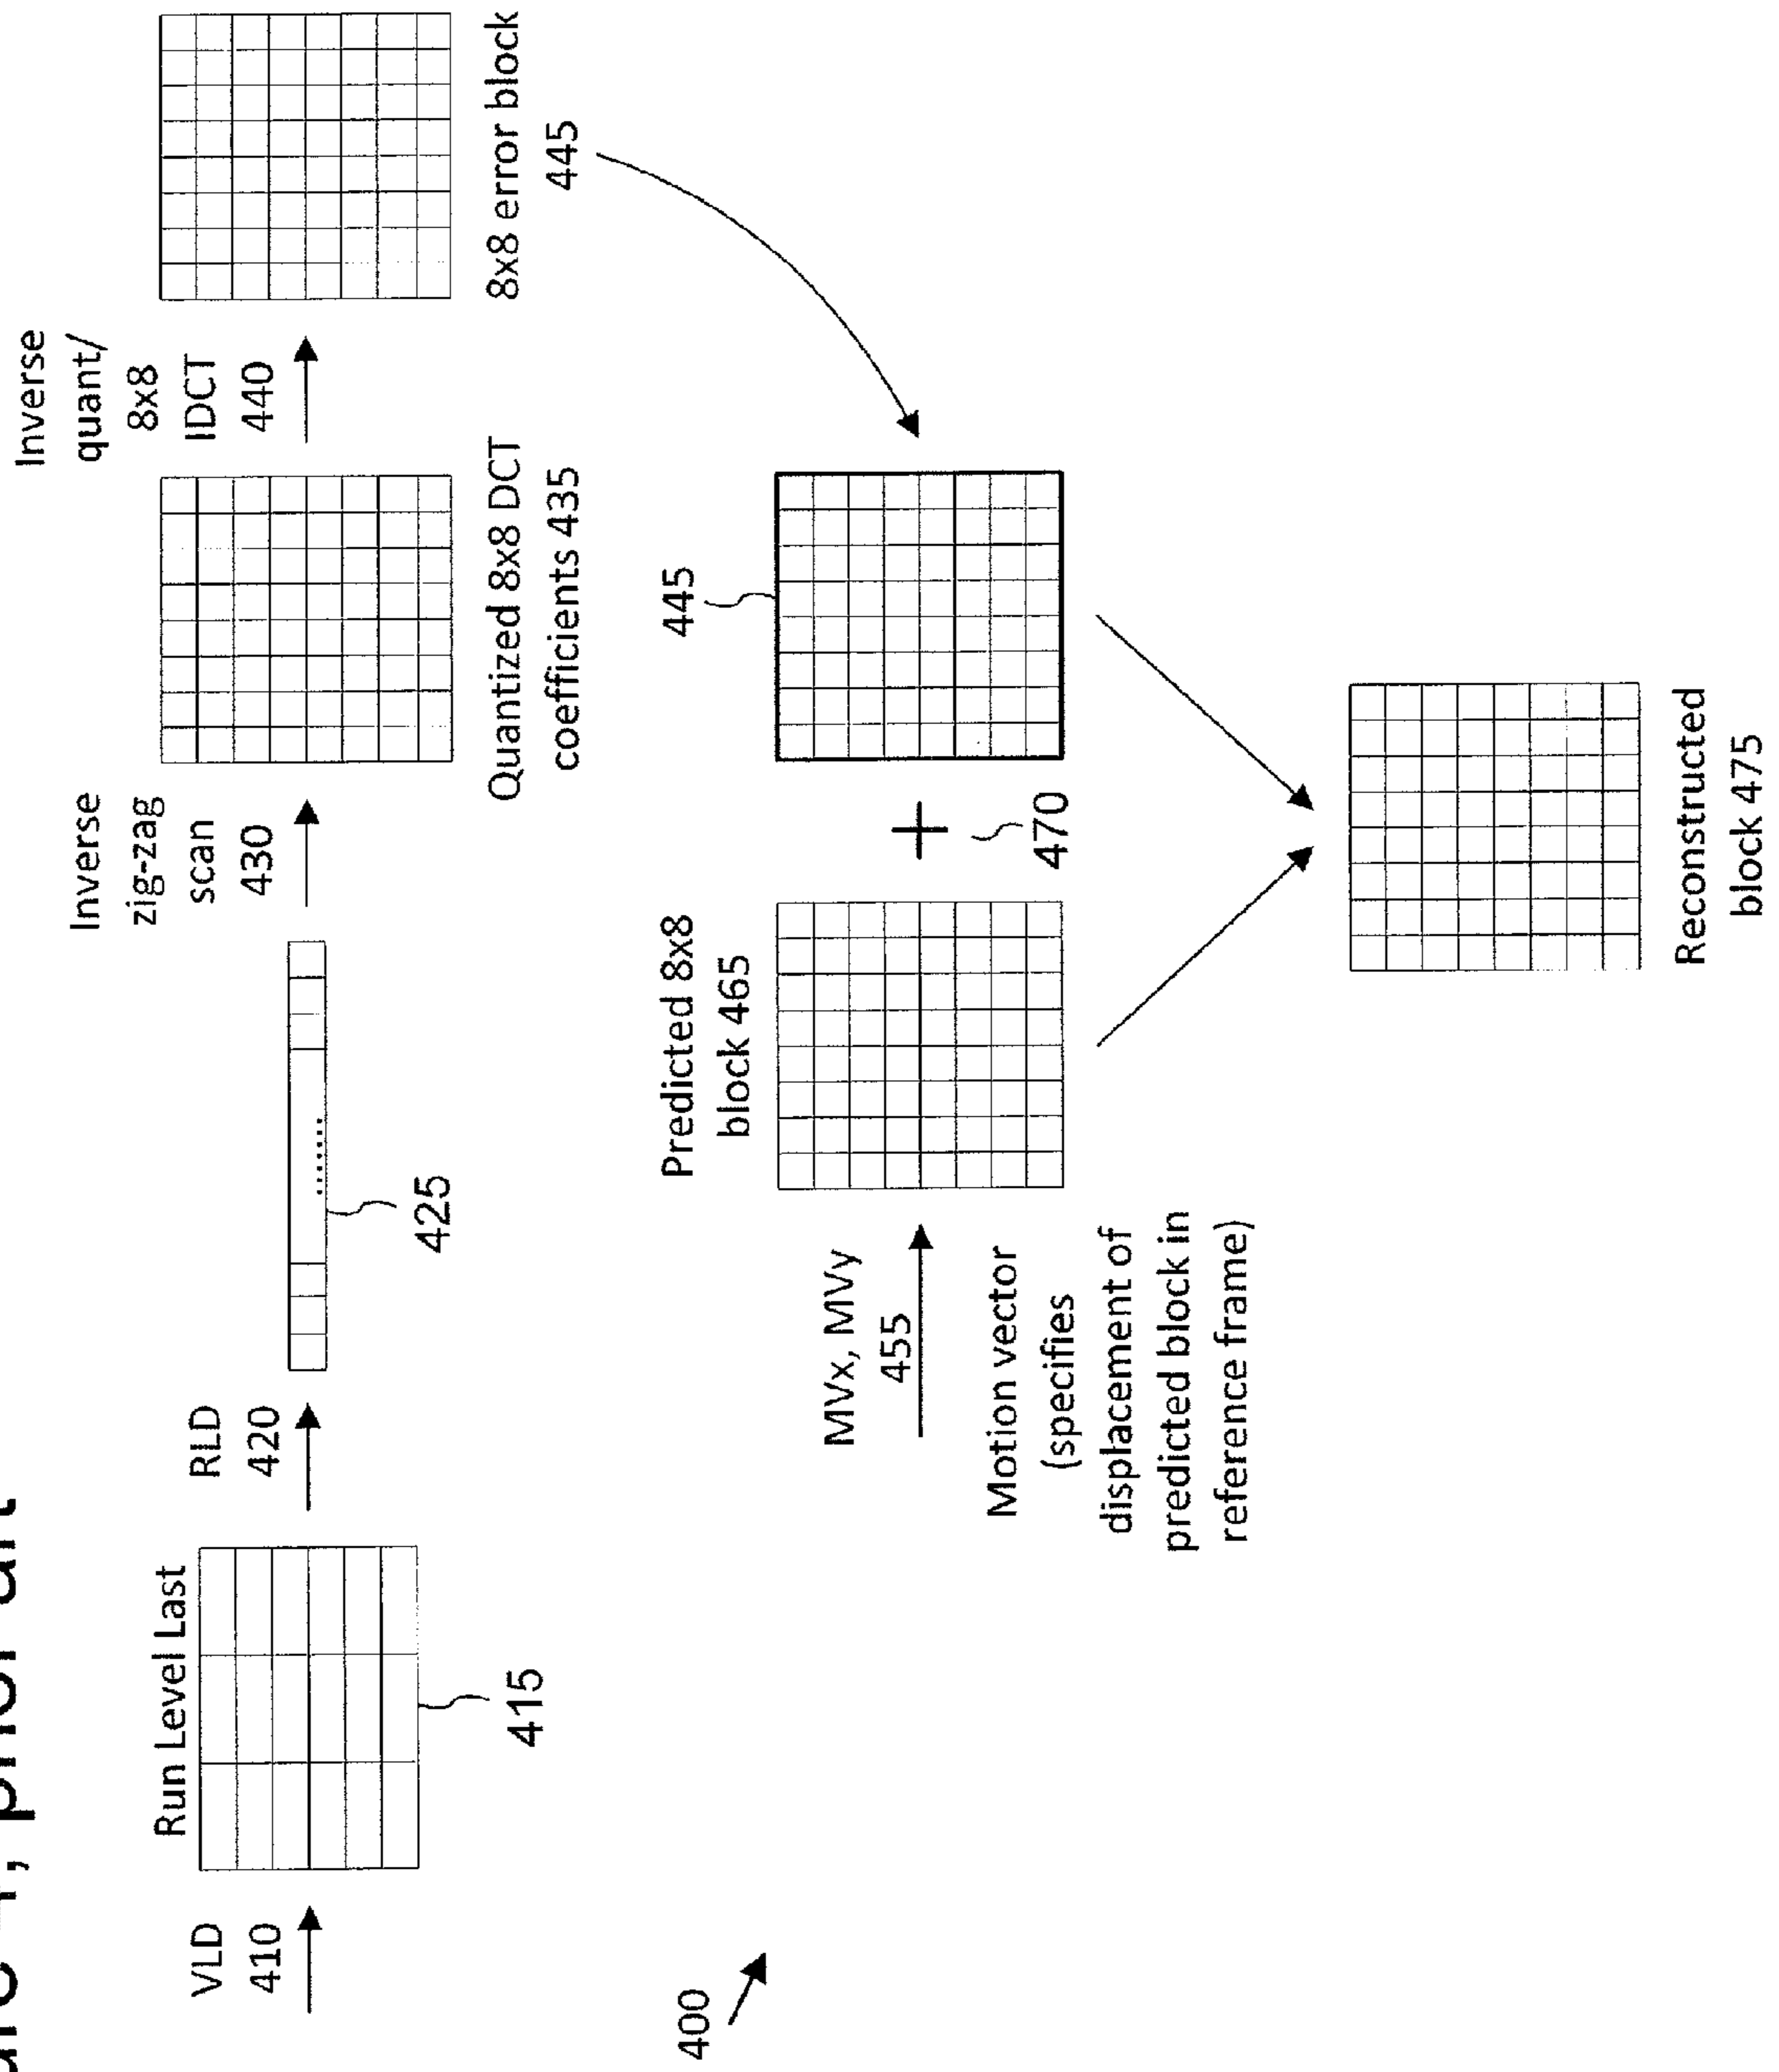 prior art
VLD
410
Run Level Last
415
RLD
420
425
Inverse
zig-zag
scan
430
Quantized 8x8 DCT
coefficients 435
Inverse
quant/
8x8
IDCT
440
8x8 error block
445
400
MVx, MVy
455
Motion vector
(specifies
displacement of
predicted block in
reference frame)
Predicted 8x8
block 465
+
470
445
Reconstructed
block 475